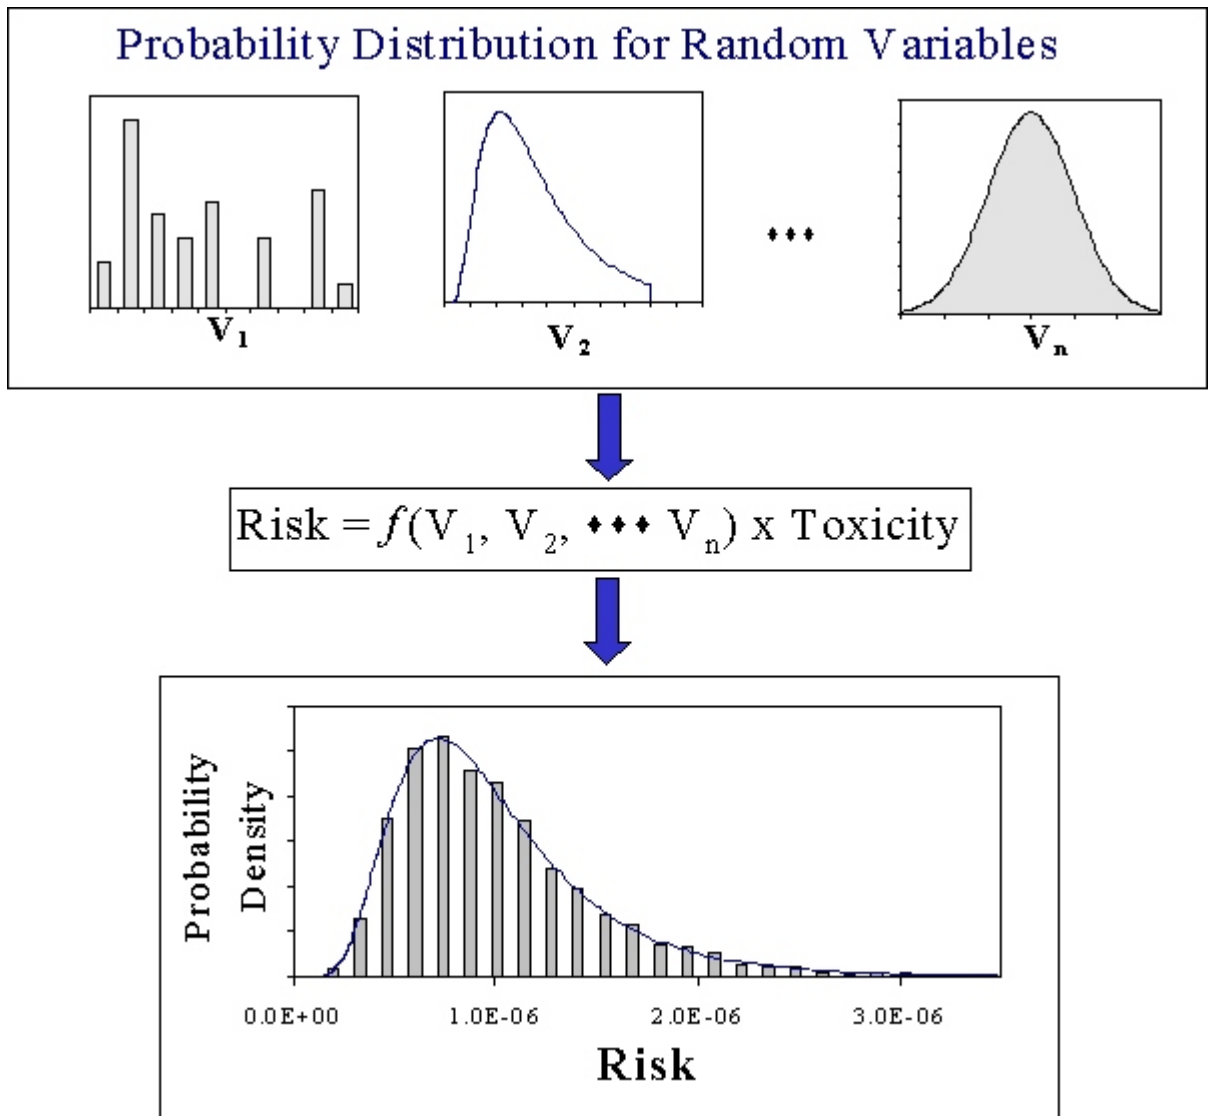 Probability Distribution for Random Variables
V1
V2
♦♦♦
Vn
Risk = f(V1, V2, ♦♦♦ Vn) x Toxicity
Probability
Density
0.0E+00 1.0E-06 2.0E-06 3.0E-06
Risk